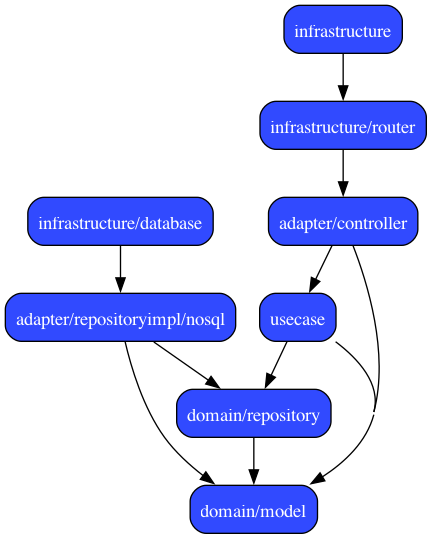 infrastructure
infrastructure/router
infrastructure/database
adapter/controller
adapter/repositoryimpl/nosql
usecase
domain/repository
domain/model